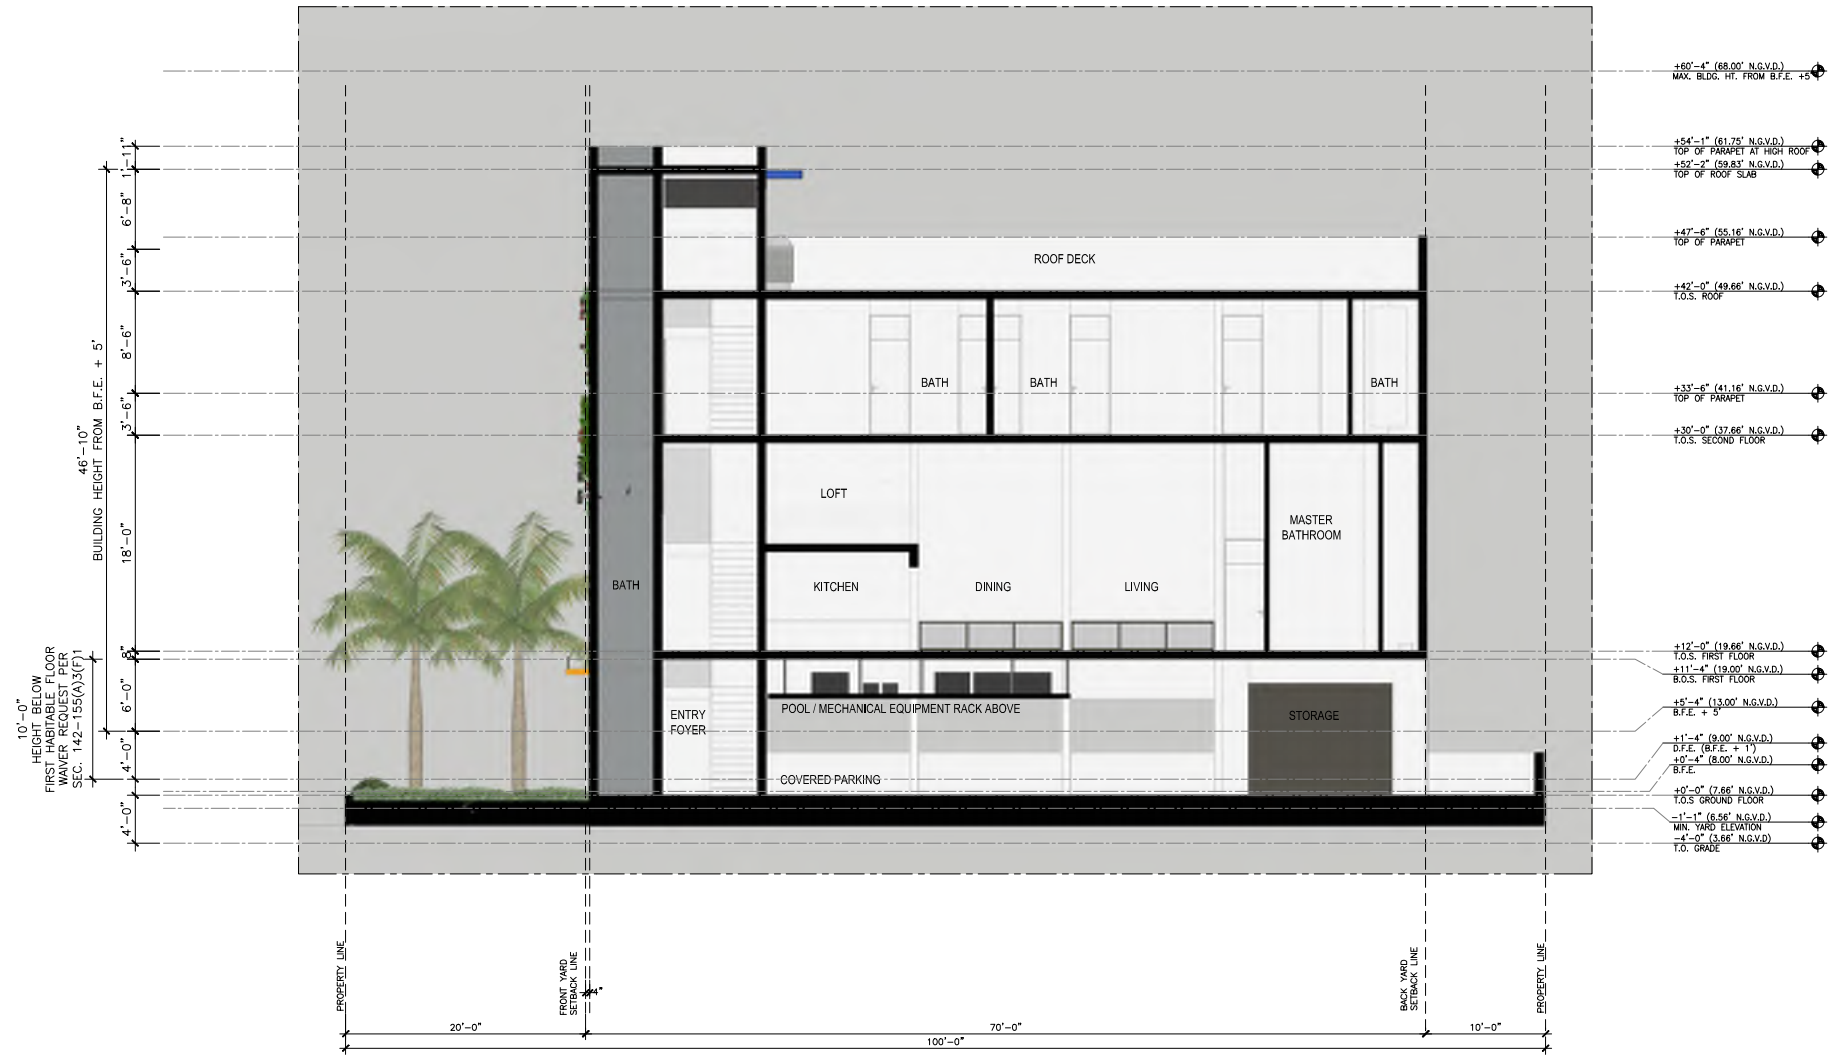 +60'-4" (68.00' N.G.V.D.)
MAX. BLDG. HT. FROM B.F.E. +5'
+54'-1" (61.75' N.G.V.D.)
TOP OF PARAPET AT HIGH ROOF
+52'-2" (59.83' N.G.V.D.)
TOP OF ROOF SLAB
+47'-6" (55.16' N.G.V.D.)
TOP OF PARAPET
+42'-0" (49.66' N.G.V.D.)
T.O.S. ROOF
+33'-6" (41.16' N.G.V.D.)
TOP OF PARAPET
+30'-0" (37.66' N.G.V.D.)
T.O.S. SECOND FLOOR
+12'-0" (19.66' N.G.V.D.)
T.O.S. FIRST FLOOR
+11'-4" (19.00' N.G.V.D.)
B.O.S. FIRST FLOOR
+5'-4" (13.00' N.G.V.D.)
B.F.E. + 5'
+1'-4" (9.00' N.G.V.D.)
D.F.E. (B.F.E. + 1')
+0'-4" (8.00' N.G.V.D.)
B.F.E.
+0'-0" (7.66' N.G.V.D.)
T.O.S GROUND FLOOR
-1'-1" (6.56' N.G.V.D.)
MIN. YARD ELEVATION
-4'-0" (3.66' N.G.V.D)
T.O. GRADE
1'-11"
6'-8"
3'-6"
8'-6"
3'-6"
18'-0"
8"
6'-0"
4'-0"
4'-0"
46'-10"
BUILDING HEIGHT FROM B.F.E. + 5'
10'-0"
HEIGHT BELOW
FIRST HABITABLE FLOOR
WAIVER REQUEST PER
SEC. 142-155(A)3(F)1
ROOF DECK
BATH
BATH
BATH
LOFT
MASTER
BATHROOM
BATH
KITCHEN
DINING
LIVING
ENTRY
FOYER
POOL / MECHANICAL EQUIPMENT RACK ABOVE
STORAGE
COVERED PARKING
PROPERTY LINE
FRONT YARD
SETBACK LINE
4"
BACK YARD
SETBACK LINE
PROPERTY LINE
20'-0"
70'-0"
10'-0"
100'-0"